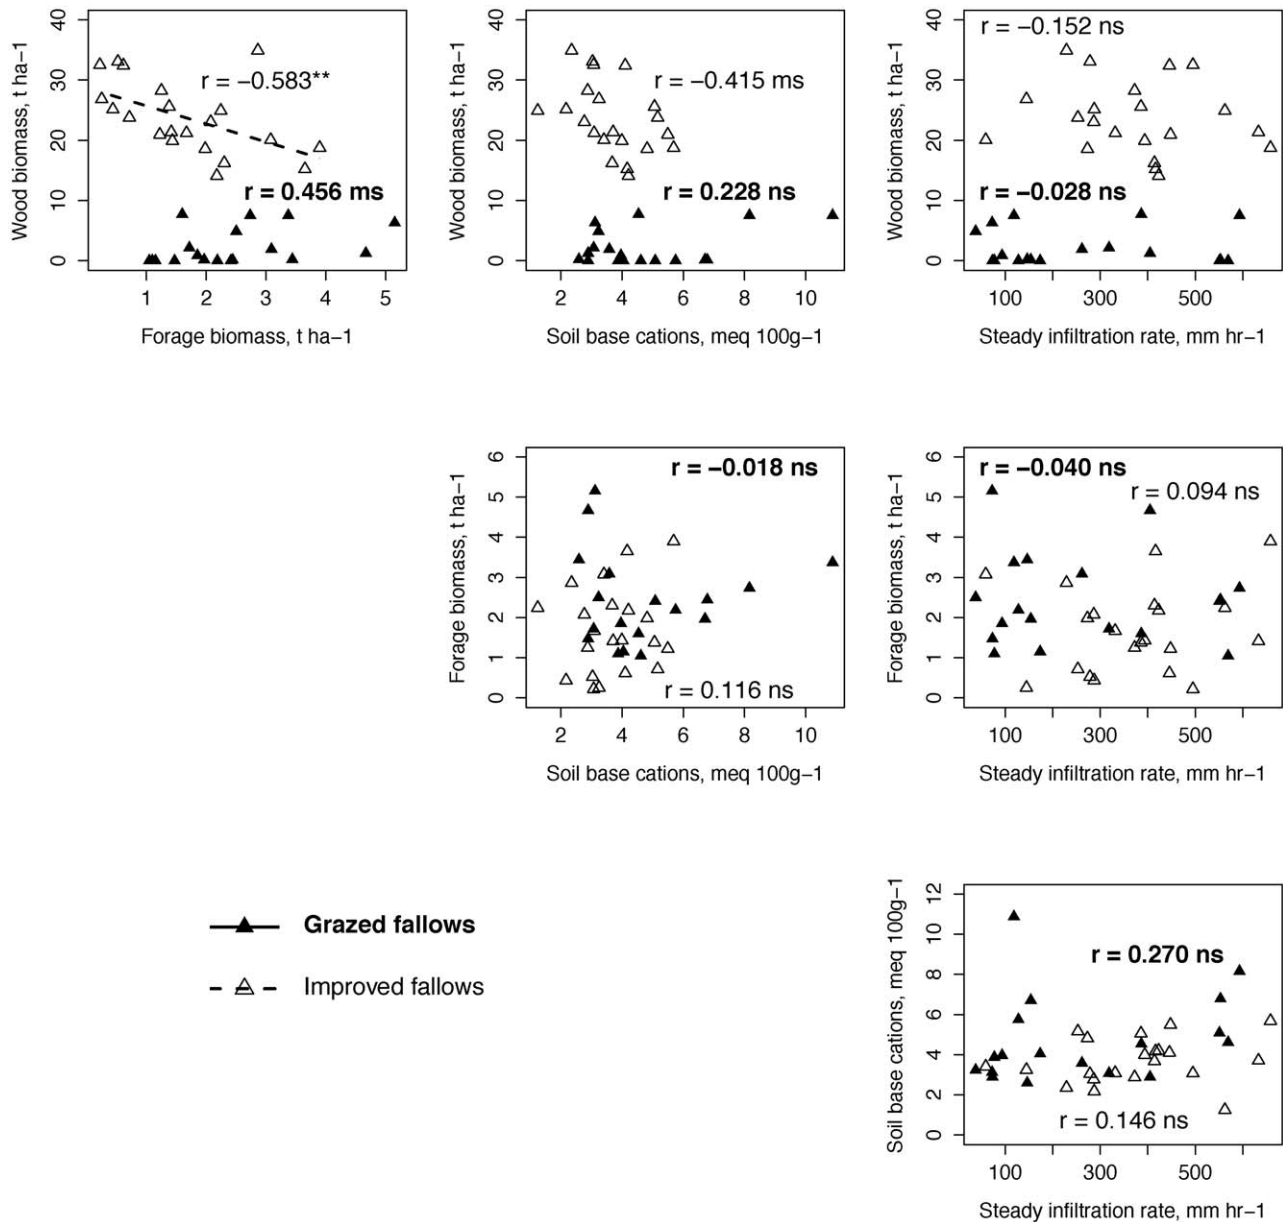 40
30
20
10
0
Wood biomass, t ha−1
r = −0.583**
r = 0.456 ms
1 2 3 4 5
Forage biomass, t ha−1
40
30
20
10
0
Wood biomass, t ha−1
r = −0.415 ms
r = 0.228 ns
2 4 6 8 10
Soil base cations, meq 100g−1
40
30
20
10
0
Wood biomass, t ha−1
r = −0.152 ns
r = −0.028 ns
100 300 500
Steady infiltration rate, mm hr−1
6
5
4
3
2
1
0
Forage biomass, t ha−1
r = −0.018 ns
r = 0.116 ns
2 4 6 8 10
Soil base cations, meq 100g−1
6
5
4
3
2
1
0
Forage biomass, t ha−1
r = −0.040 ns
r = 0.094 ns
100 300 500
Steady infiltration rate, mm hr−1
Grazed fallows
Improved fallows
12
10
8
6
4
2
0
Soil base cations, meq 100g−1
r = 0.270 ns
r = 0.146 ns
100 300 500
Steady infiltration rate, mm hr−1